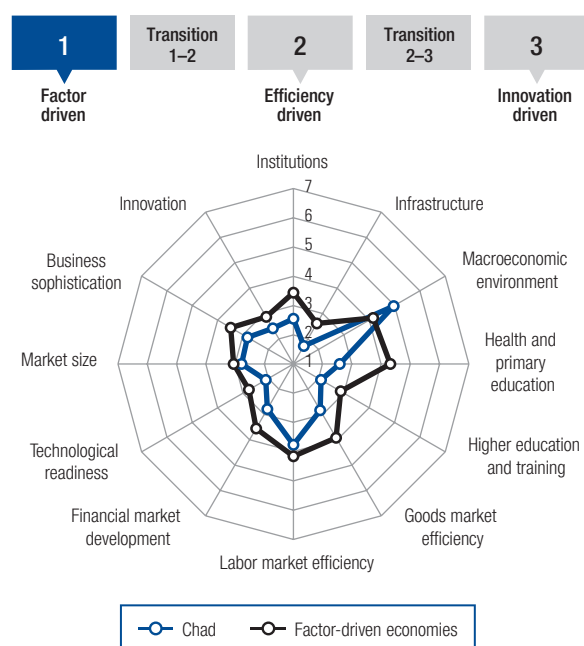 1
Transition
1–2
2
Transition
2–3
3
Factor
driven
Efficiency
driven
Innovation
driven
Institutions
7
Innovation
Infrastructure
6
5
Business
sophistication
Macroeconomic
environment
4
3
2
Market size
1
Health and
primary
education
Technological
readiness
Higher education
and training
Financial market
development
Goods market
efficiency
Labor market efficiency
Chad
Factor-driven economies